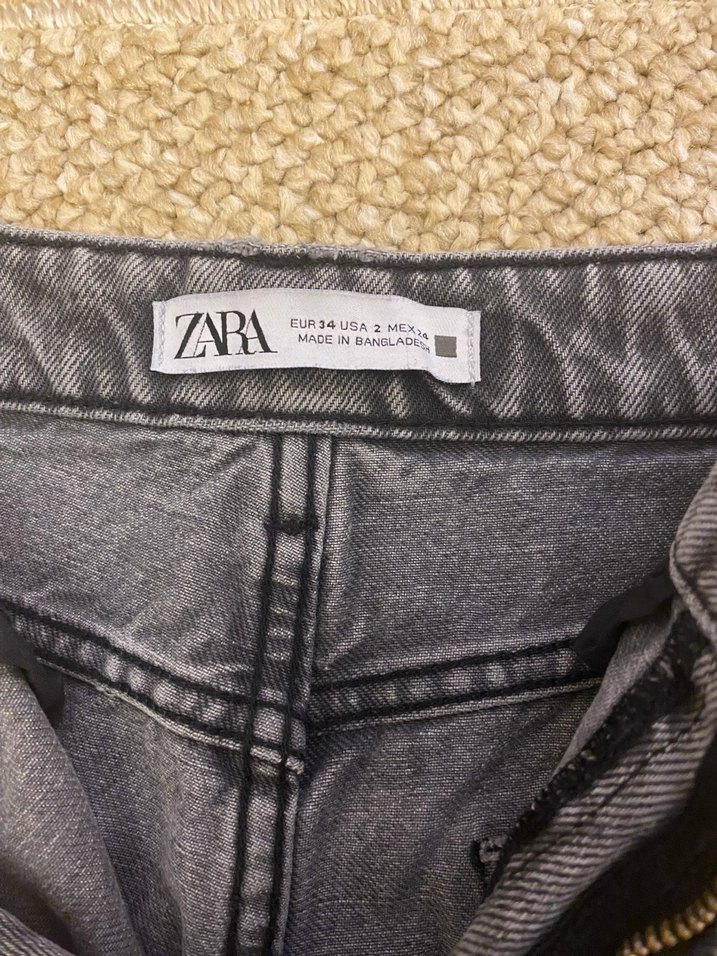 ZARA
EUR 34 USA 2 MEX 24
MADE IN BANGLADESH